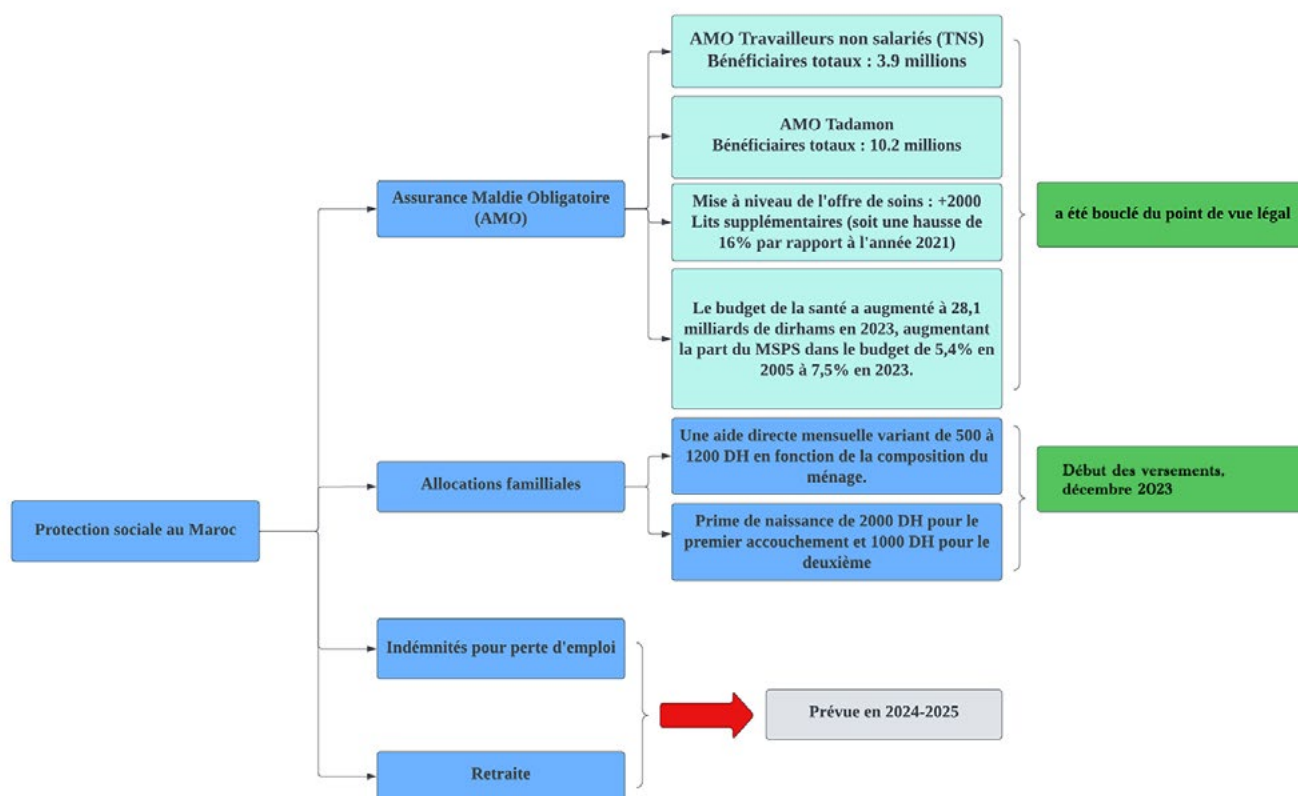 AMO Travailleurs non salariés (TNS)
Bénéficiaires totaux : 3.9 millions
AMO Tadamon
Bénéficiaires totaux : 10.2 millions
Assurance Maldie Obligatoire
(AMO)
Mise à niveau de l'offre de soins : +2000
Lits supplémentaires (soit une hausse de
16% par rapport à l'année 2021)
a été bouclé du point de vue légal
Le budget de la santé a augmenté à 28,1
milliards de dirhams en 2023, augmentant
la part du MSPS dans le budget de 5,4% en
2005 à 7,5% en 2023.
Une aide directe mensuelle variant de 500 à
1200 DH en fonction de la composition du
ménage.
Allocations familliales
Début des versements,
décembre 2023
Protection sociale au Maroc
Prime de naissance de 2000 DH pour le
premier accouchement et 1000 DH pour le
deuxième
Indémnités pour perte d'emploi
Prévue en 2024-2025
Retraite